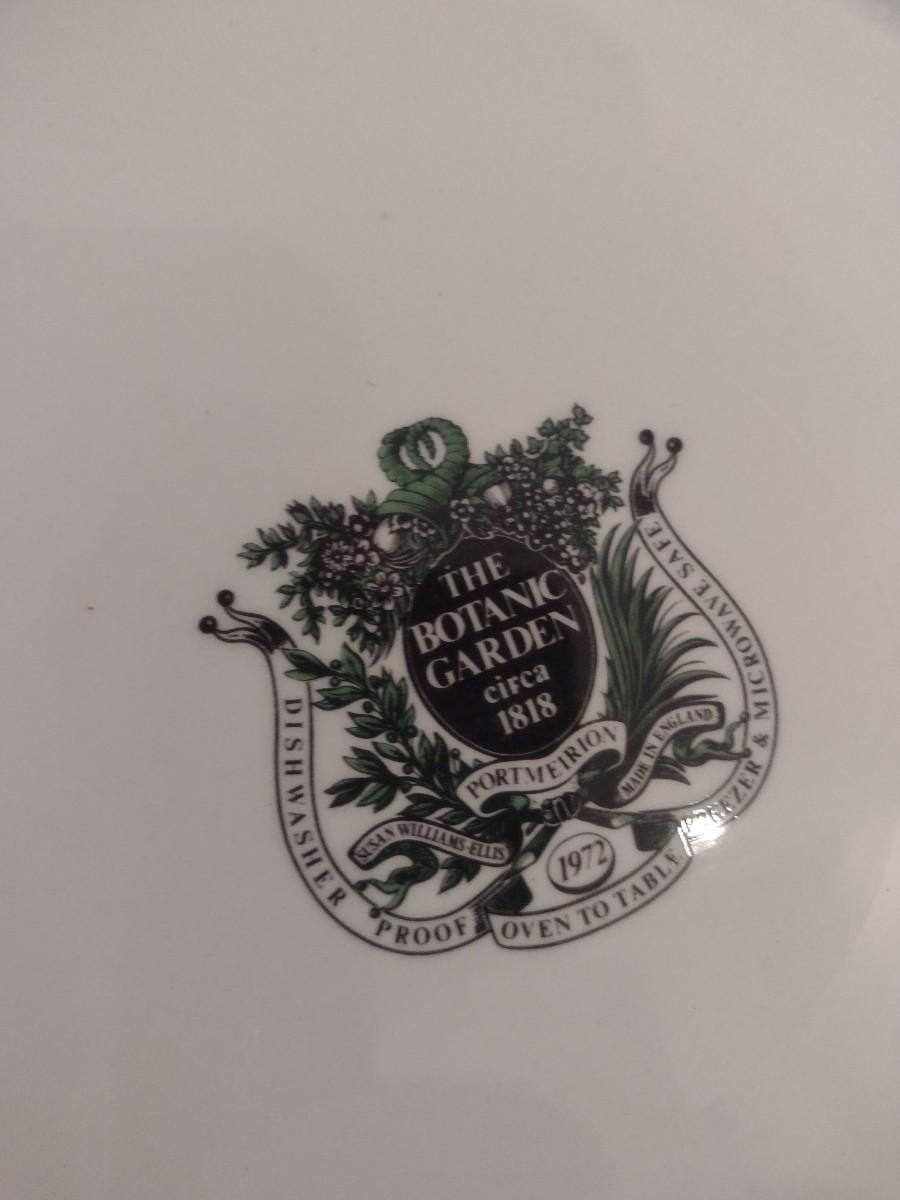 THE
BOTANIC
GARDEN
circa
1818
PORTMEIRION
MADE IN ENGLAND
SUSAN WILLIAMS-ELLIS
1972
DISHWASHER PROOF
OVEN TO TABLE
& MICROWAVE SAFE